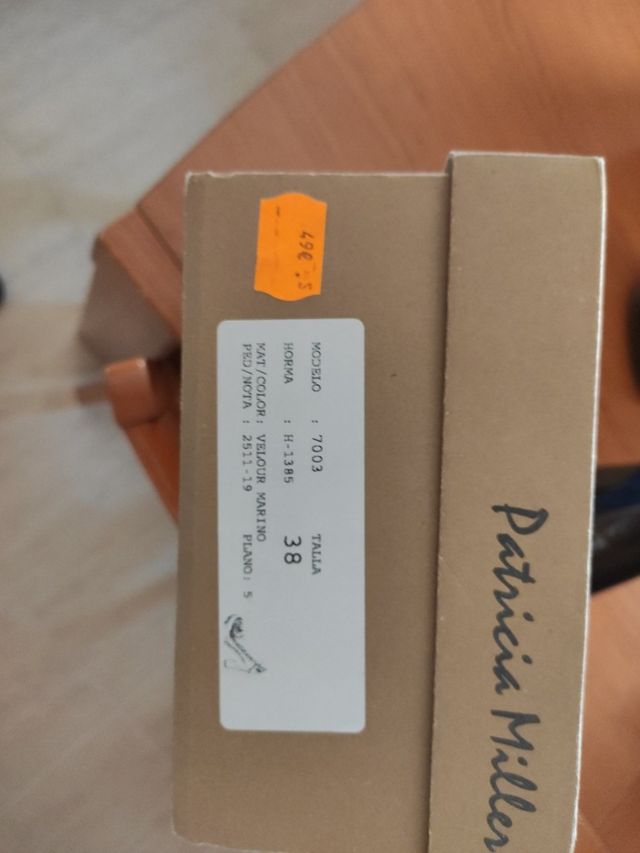 Patricia Miller
MODELO : 7003 TALLA
HORMA : H-1385 38
MAT/COLOR: VELOUR MARINO
PED/NOTA : 2511-19 PLANO: 5
49€